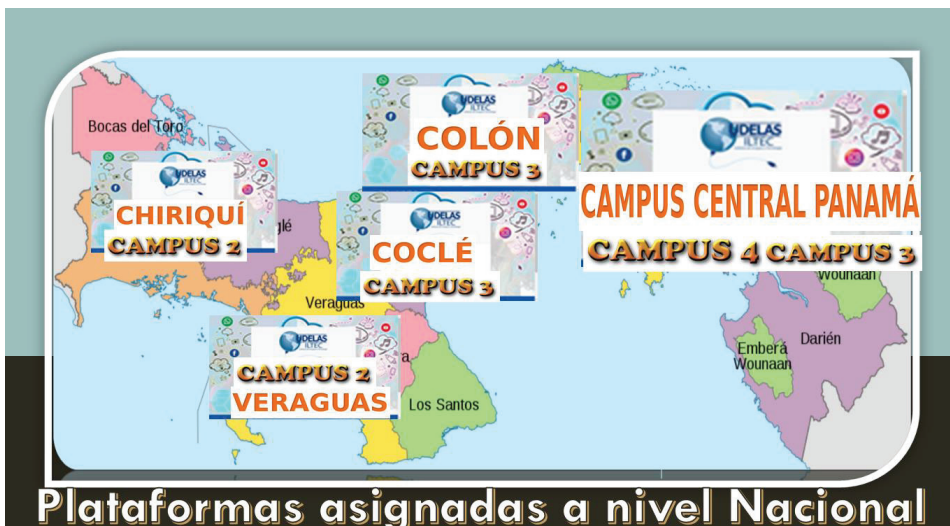 Bocas del Toro
UDELAS
ILTEC
CHIRIQUÍ
CAMPUS 2
glé
UDELAS
ILTEC
COLÓN
CAMPUS 3
UDELAS
ILTEC
COCLÉ
CAMPUS 3
UDELAS
ILTEC
CAMPUS CENTRAL PANAMÁ
CAMPUS 4 CAMPUS 3
Wounaan
Veraguas
UDELAS
ILTEC
CAMPUS 2
VERAGUAS
a
Los Santos
Emberá
Wounaan
Darién
Plataformas asignadas a nivel Nacional